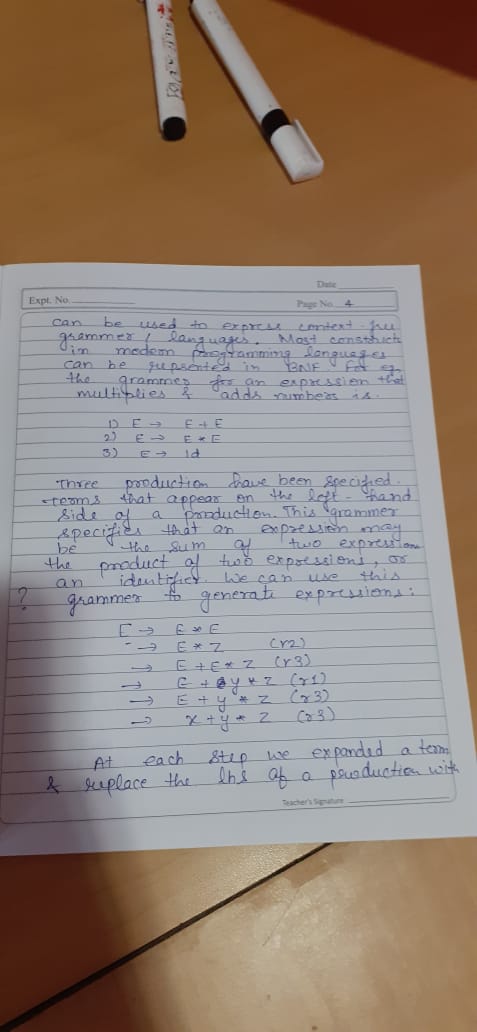 Date
Expt. No.
Page No. 4
can be used to express context-free
grammer / languages. Most construct
in modern programming languages
can be repsented in BNF For eg
the grammer for an expression that
multiplies & adds numbers is.
1) E → E + E
2) E → E * E
3) E → Id
Three production have been specified.
terms that appear on the left - hand
side of a production. This grammer
specifies that an expression may
be the sum of two expression
the product of two expressions, or
an identifier. We can use this
? grammer to generate expressions:
E → E * E
→ E * Z (r2)
→ E + E * Z (r3)
→ E + y * Z (r1)
→ E + y * Z (r3)
→ x + y * Z (r3)
At each step we expanded a term
& replace the lhs of a production with
Teacher's Signature